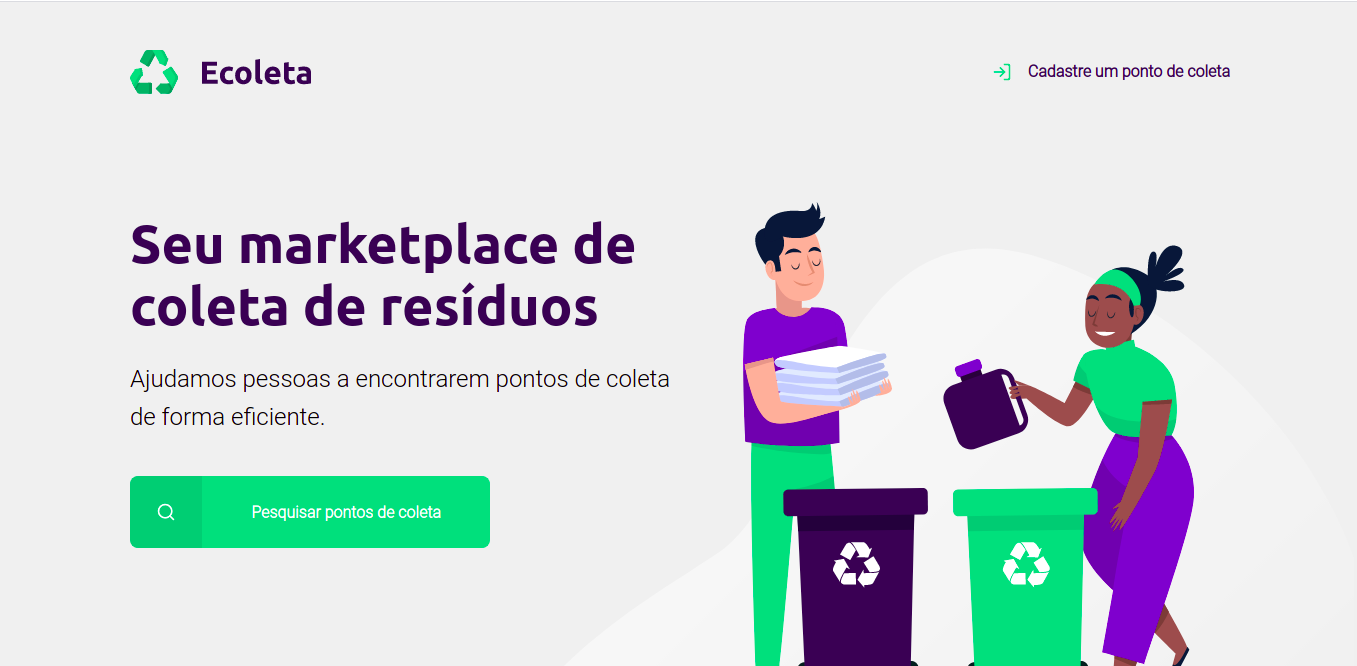 Ecoleta
Cadastre um ponto de coleta
Seu marketplace de
coleta de resíduos
Ajudamos pessoas a encontrarem pontos de coleta
de forma eficiente.
Pesquisar pontos de coleta